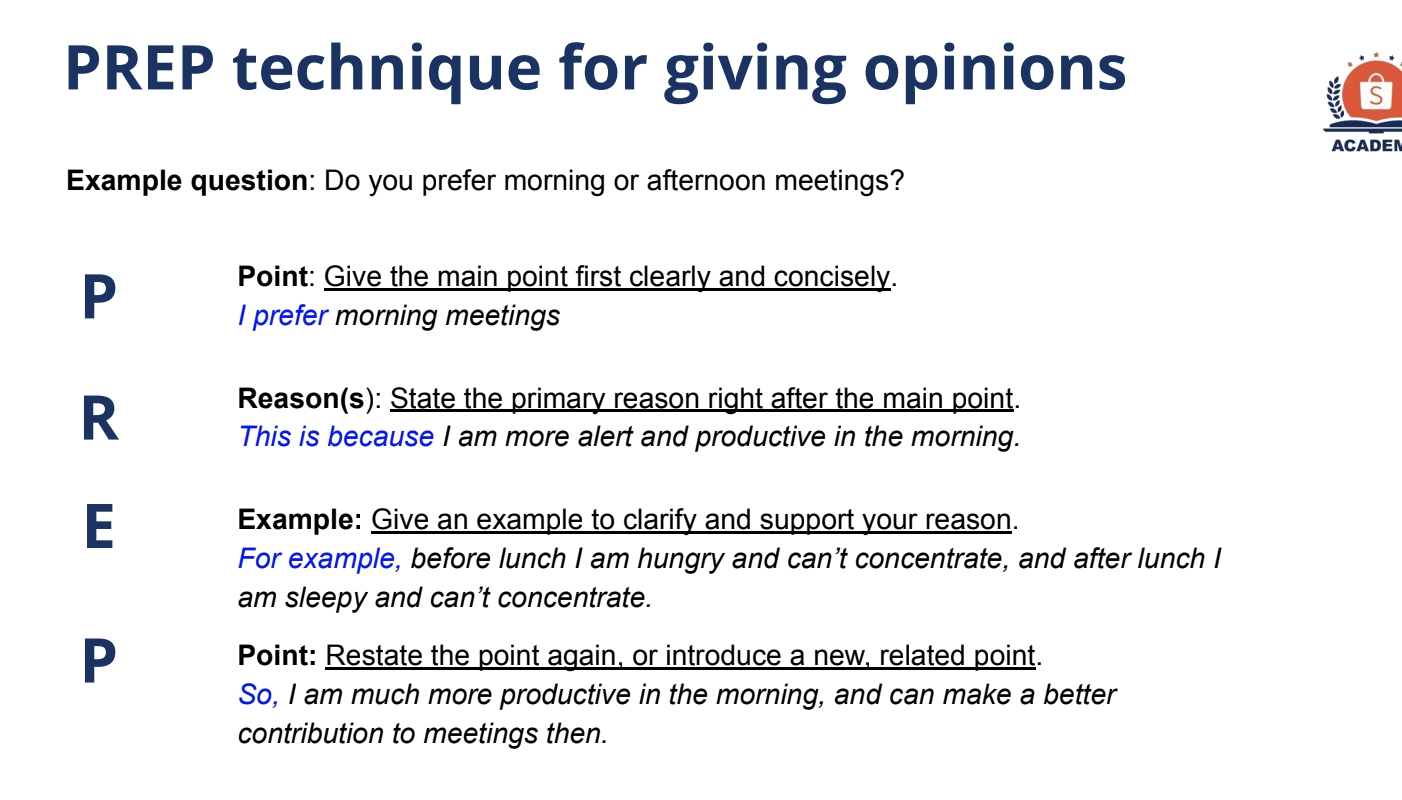 PREP technique for giving opinions
S
ACADEM
Example question: Do you prefer morning or afternoon meetings?
P
Point: Give the main point first clearly and concisely.
I prefer morning meetings
R
Reason(s): State the primary reason right after the main point.
This is because I am more alert and productive in the morning.
E
Example: Give an example to clarify and support your reason.
For example, before lunch I am hungry and can’t concentrate, and after lunch I
am sleepy and can’t concentrate.
P
Point: Restate the point again, or introduce a new, related point.
So, I am much more productive in the morning, and can make a better
contribution to meetings then.